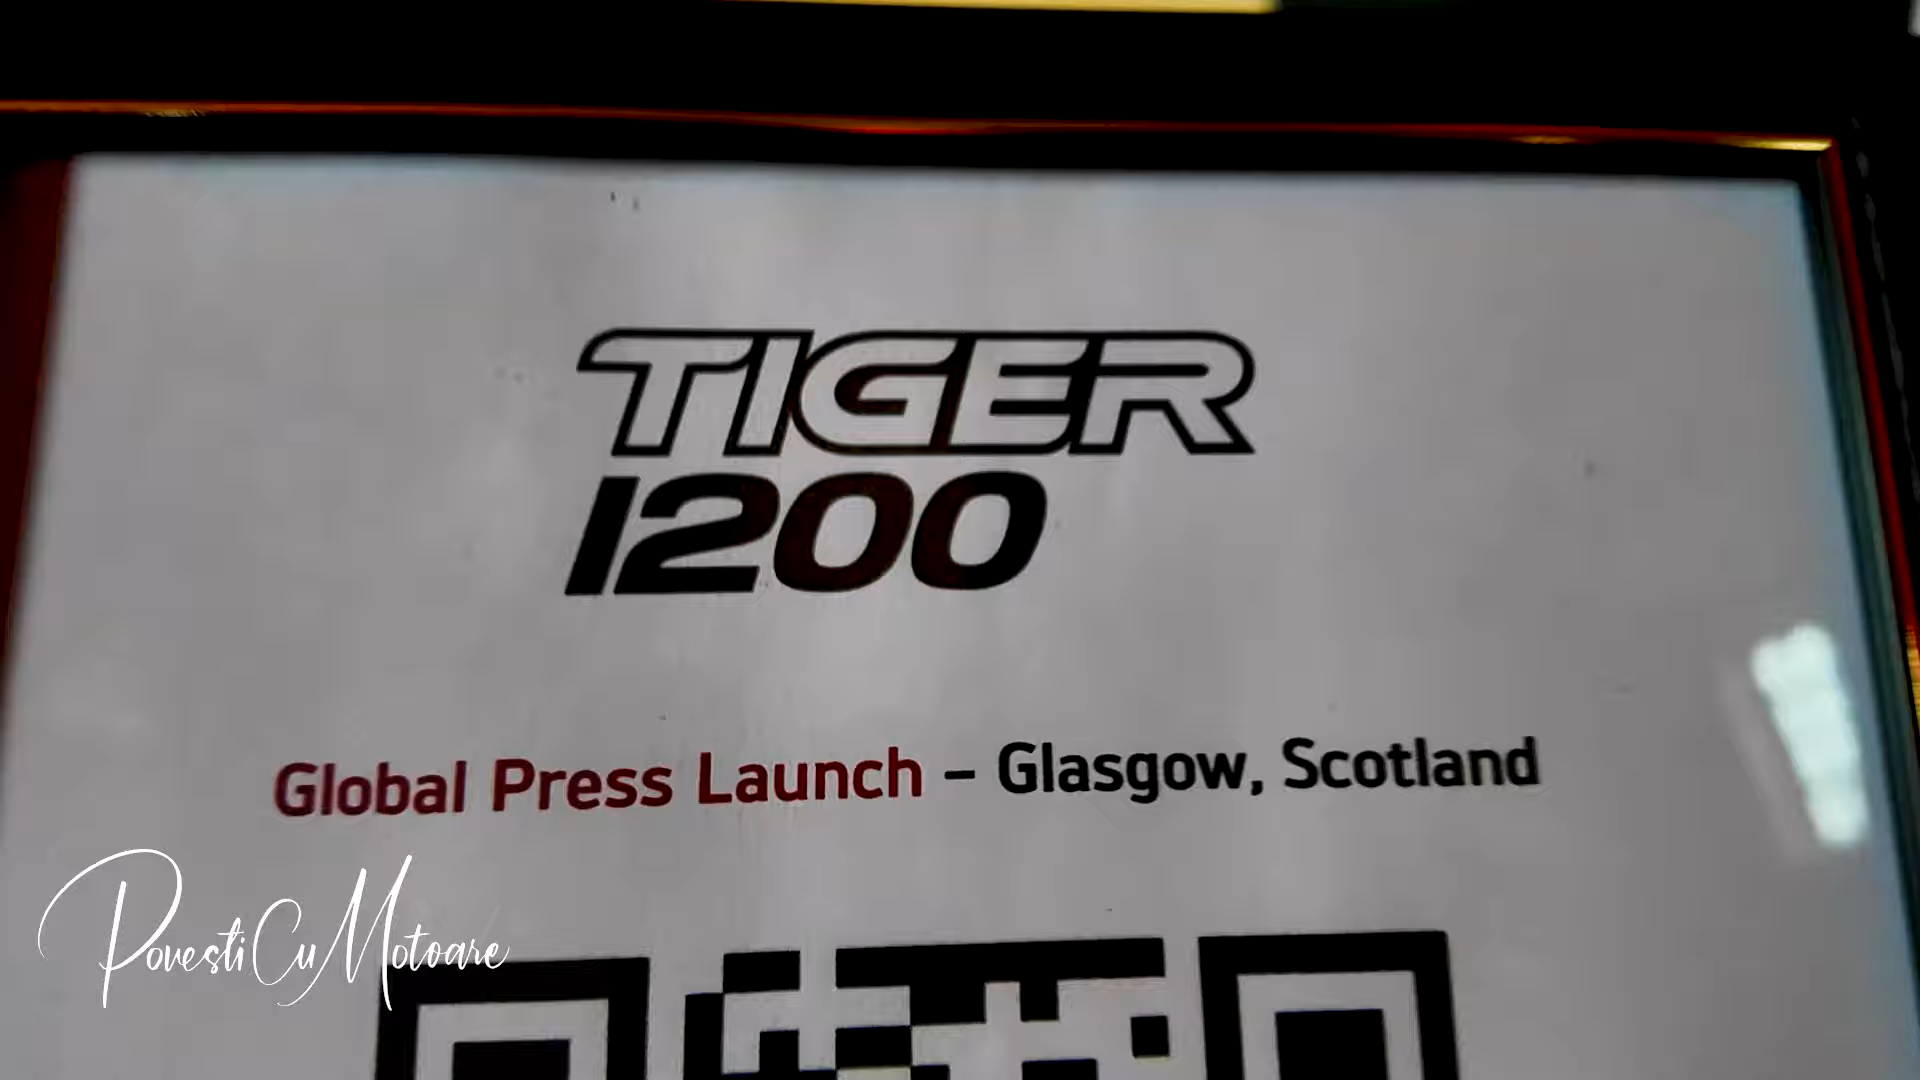 TIGER
1200
Global Press Launch – Glasgow, Scotland
PovestiCuMotoare